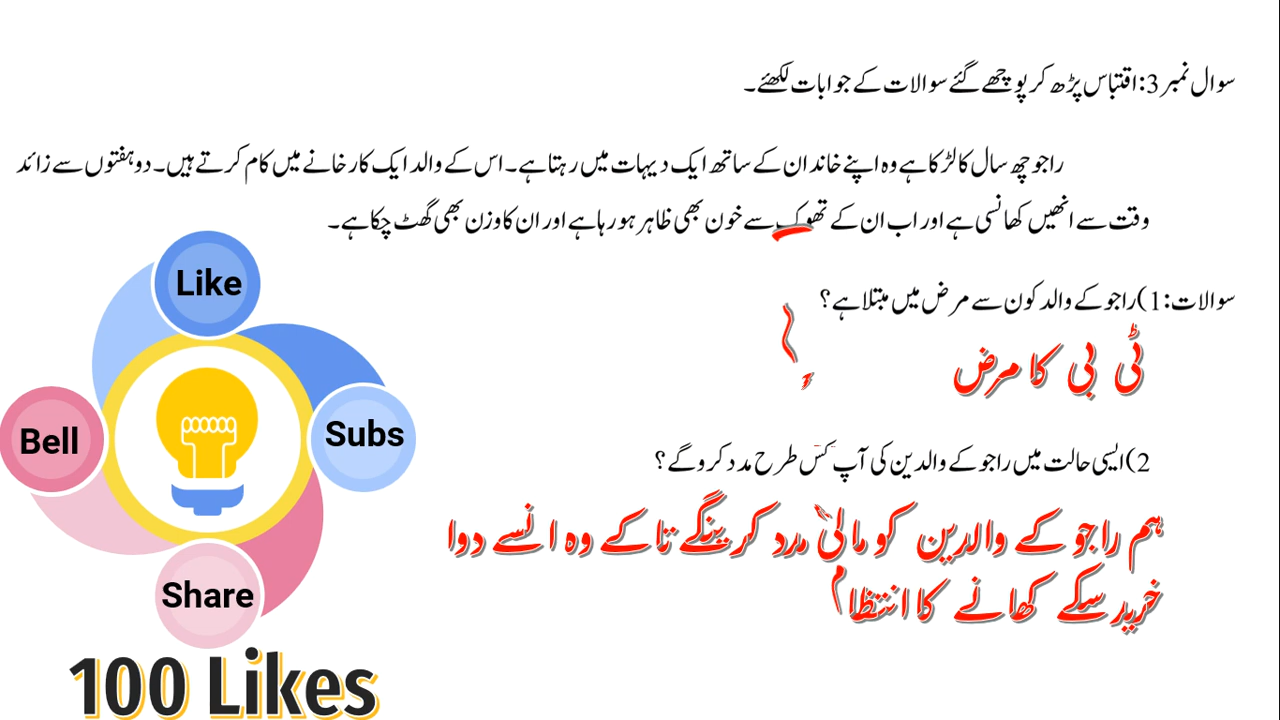 سوال نمبر 3: اقتباس پڑھ کر پوچھے گئے سوالات کے جوابات لکھئے۔
راجو چھ سال کا لڑکا ہے وہ اپنے خاندان کے ساتھ ایک دیہات میں رہتا ہے۔ اس کے والد ایک کارخانے میں کام کرتے ہیں۔ دو ہفتوں سے زائد
وقت سے انھیں کھانسی ہے اور اب ان کے تھوک سے خون بھی ظاہر ہو رہا ہے اور ان کا وزن بھی گھٹ چکا ہے۔
سوالات: 1) راجو کے والد کون سے مرض میں مبتلا ہے؟
ٹی بی کا مرض
2) ایسی حالت میں راجو کے والدین کی آپ کس طرح مدد کرو گے؟
ہم راجو کے والدین کو مالی مدد کرینگے تاکے وہ انسے دوا
خرید سکے کھانے کا انتظام
Like
Subs
Bell
Share
100 Likes